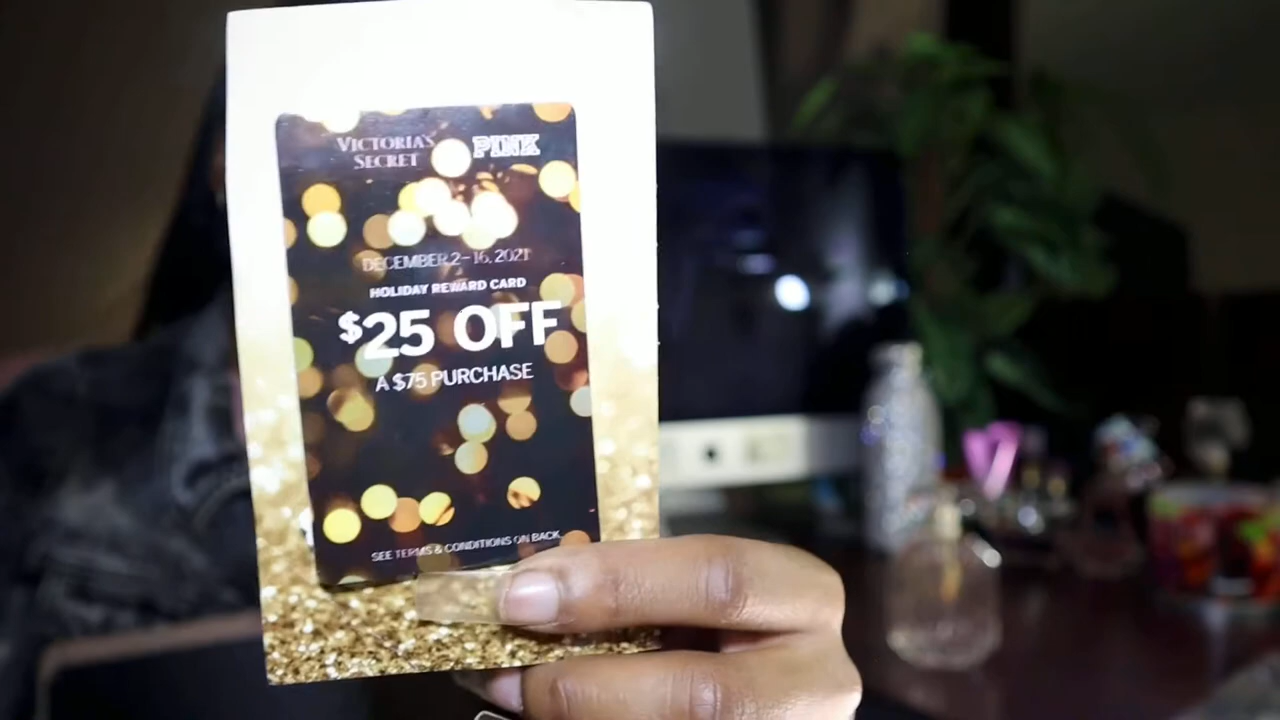 VICTORIA'S
SECRET
PINK
DECEMBER 2–16, 2021
HOLIDAY REWARD CARD
$25 OFF
A $75 PURCHASE
SEE TERMS & CONDITIONS ON BACK.